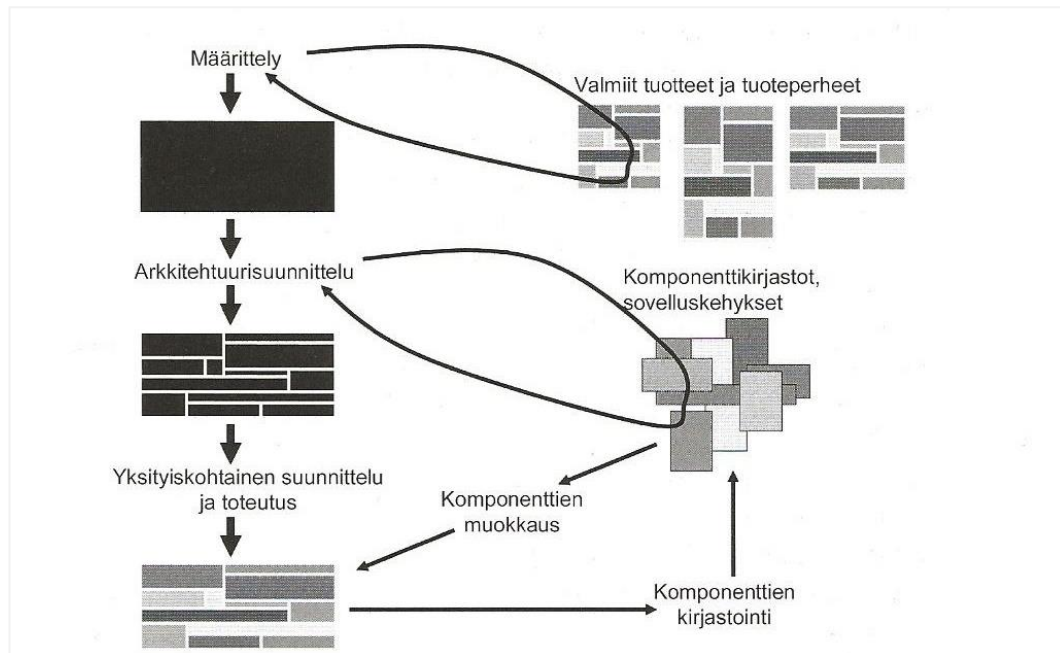 Määrittely
Valmiit tuotteet ja tuoteperheet
Arkkitehtuurisuunnittelu
Komponenttikirjastot,
sovelluskehykset
Yksityiskohtainen suunnittelu
ja toteutus
Komponenttien
muokkaus
Komponenttien
kirjastointi